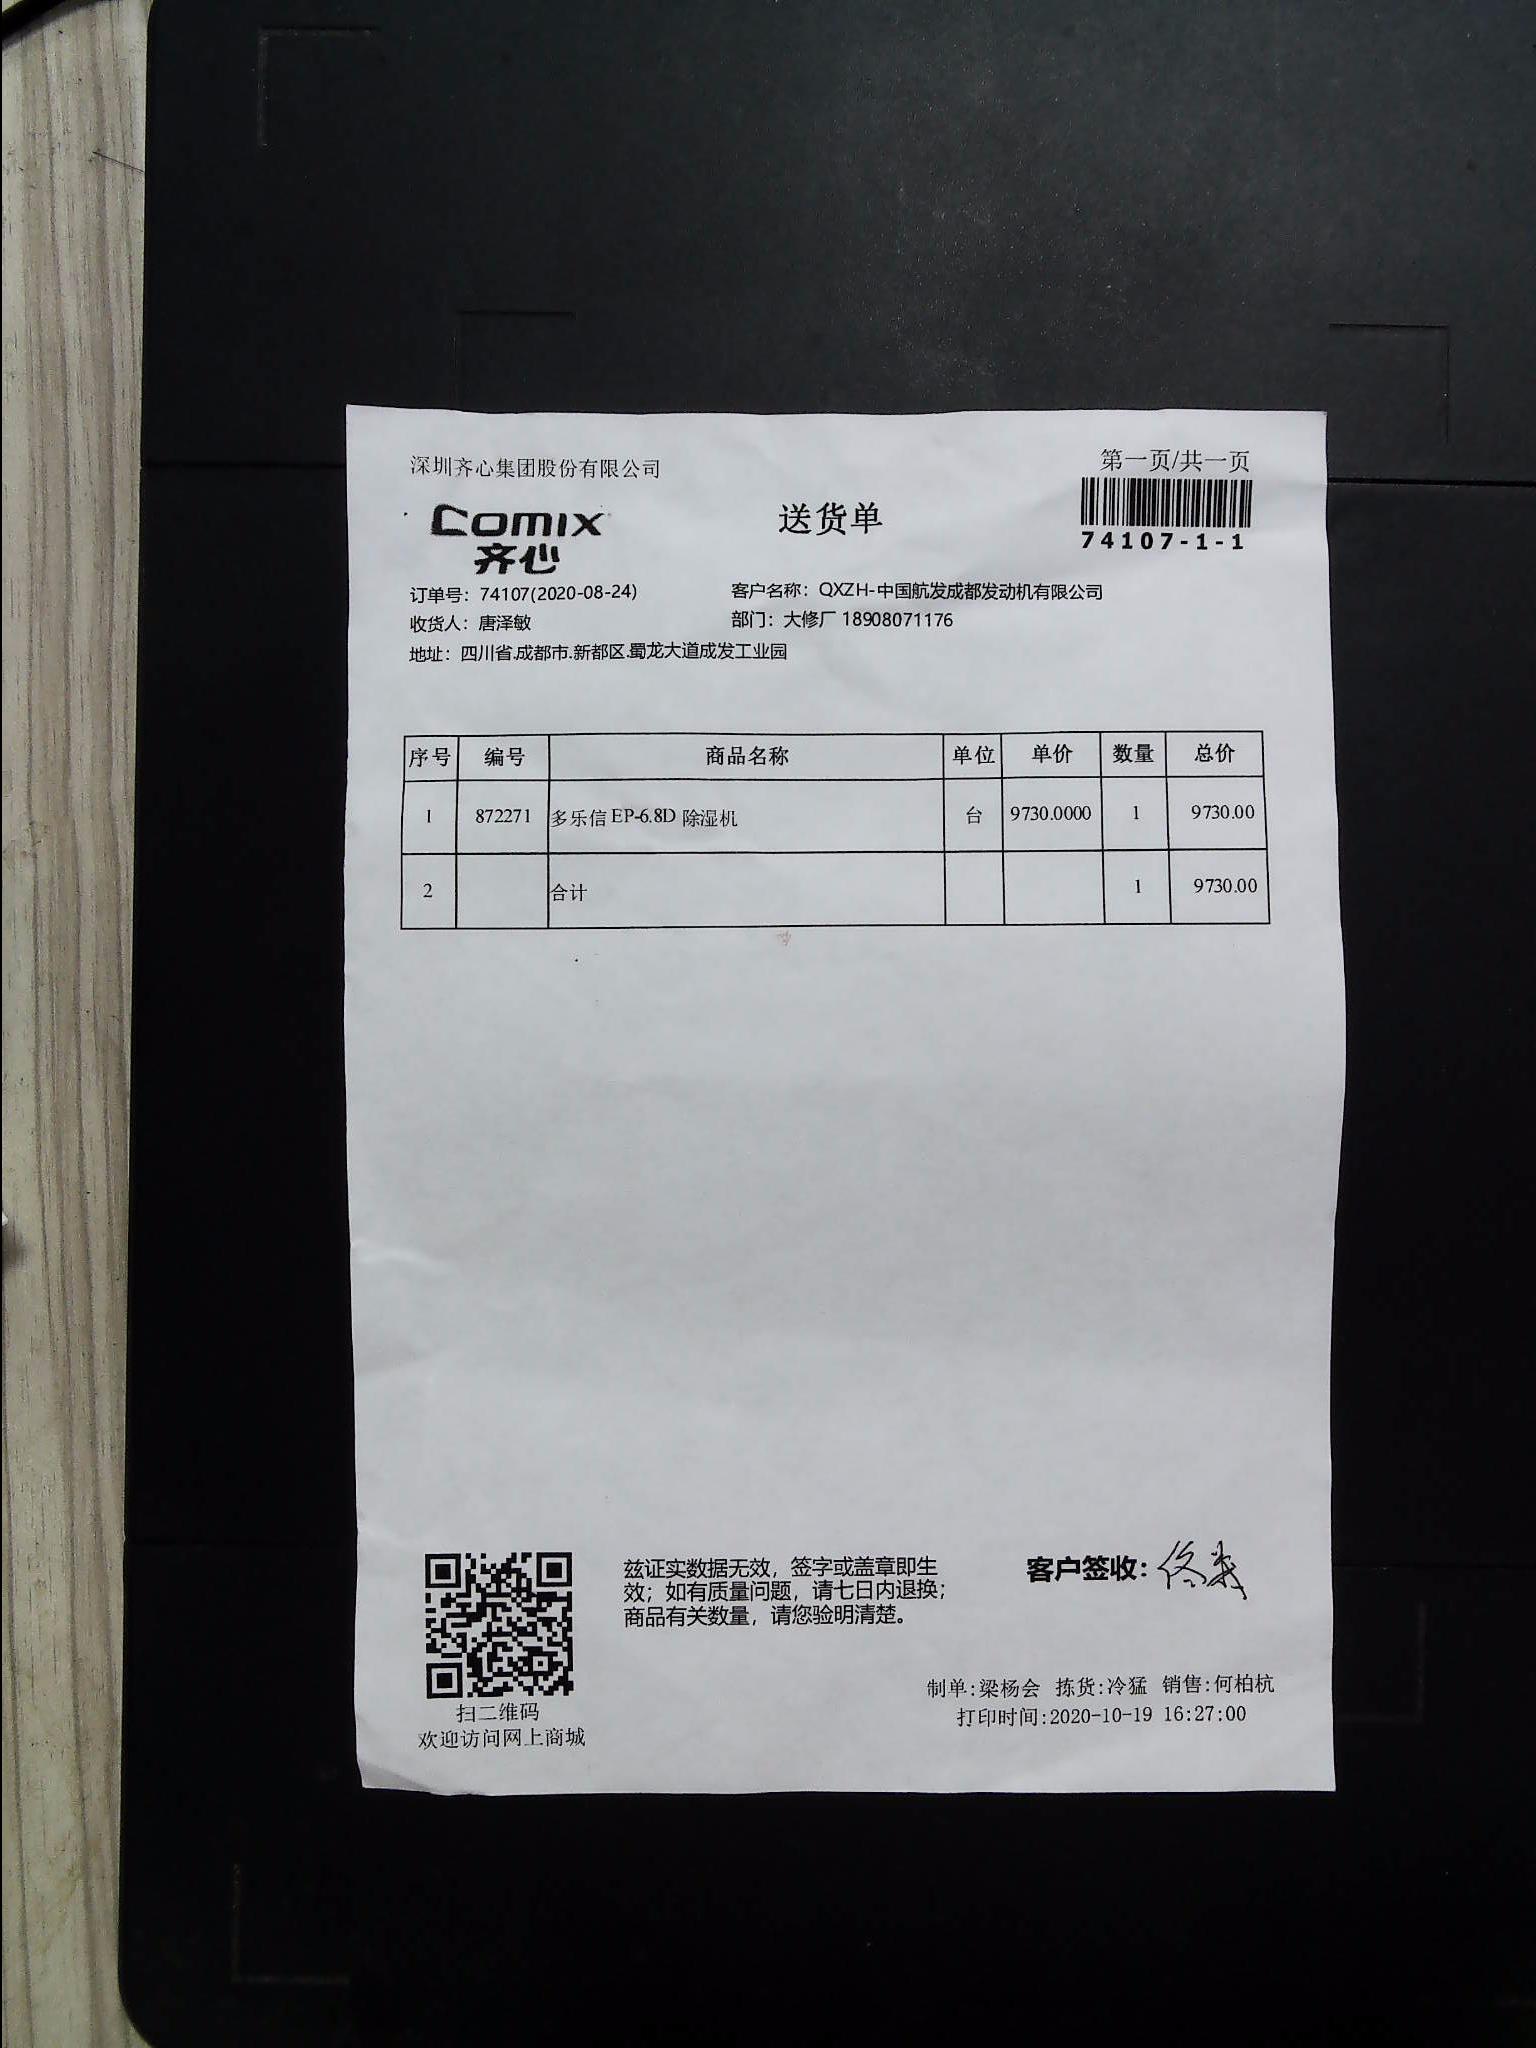 深圳齐心集团股份有限公司
第一页/共一页
comix
齐心
送货单
74107-1-1
订单号：74107(2020-08-24)
客户名称：QXZH-中国航发成都发动机有限公司
收货人：唐泽敏
部门：大修厂 18908071176
地址：四川省.成都市.新都区.蜀龙大道成发工业园
序号 编号 商品名称 单位 单价 数量 总价
1 872271 多乐信 EP-6.8D 除湿机 台 9730.0000 1 9730.00
2 合计 1 9730.00
兹证实数据无效，签字或盖章即生
效；如有质量问题，请七日内退换；
商品有关数量，请您验明清楚。
客户签收：
扫二维码
欢迎访问网上商城
制单:梁杨会 拣货:冷猛 销售:何柏杭
打印时间:2020-10-19 16:27:00